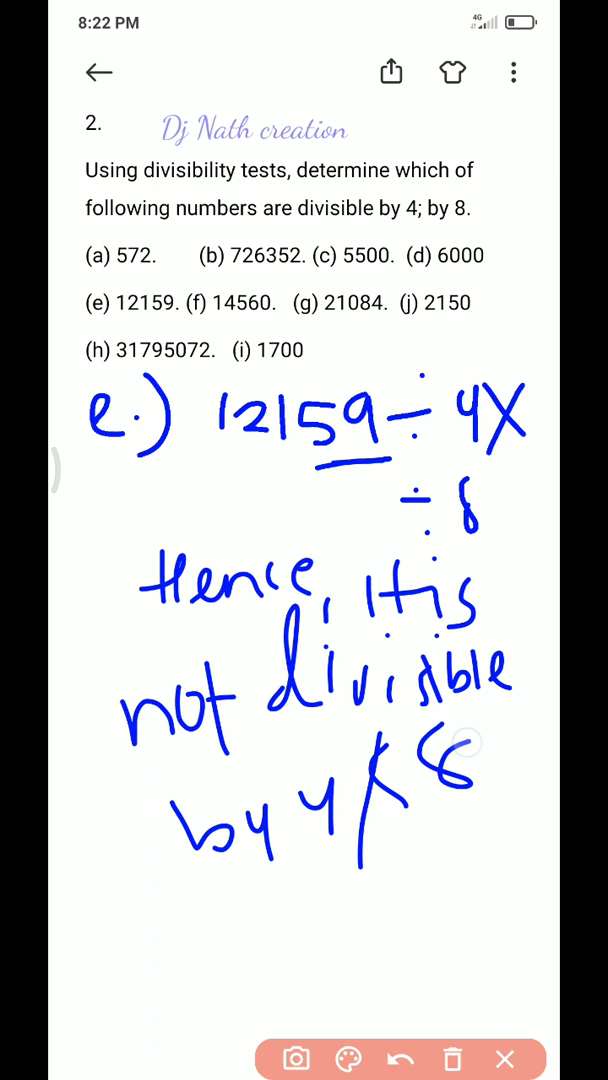 8:22 PM
4G
2.
Dj Nath creation
Using divisibility tests, determine which of
following numbers are divisible by 4; by 8.
(a) 572. (b) 726352. (c) 5500. (d) 6000
(e) 12159. (f) 14560. (g) 21084. (j) 2150
(h) 31795072. (i) 1700
e.) 12159 ÷ 4 X
÷ 8
Hence, it is
not divisible
by 4 & 8